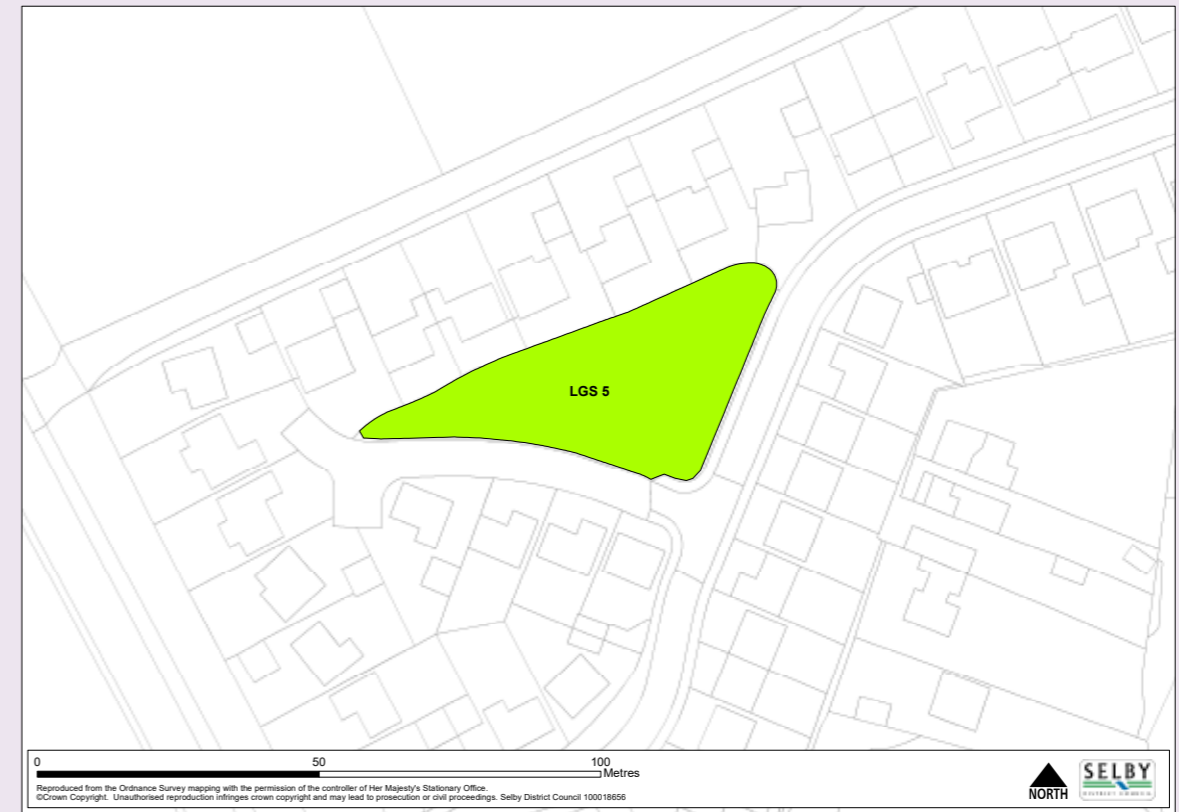 LGS 5
0 50 100
Metres
Reproduced from the Ordnance Survey mapping with the permission of the controller of Her Majesty's Stationary Office.
©Crown Copyright. Unauthorised reproduction infringes crown copyright and may lead to prosecution or civil proceedings. Selby District Council 100018656
NORTH
SELBY
DISTRICT COUNCIL